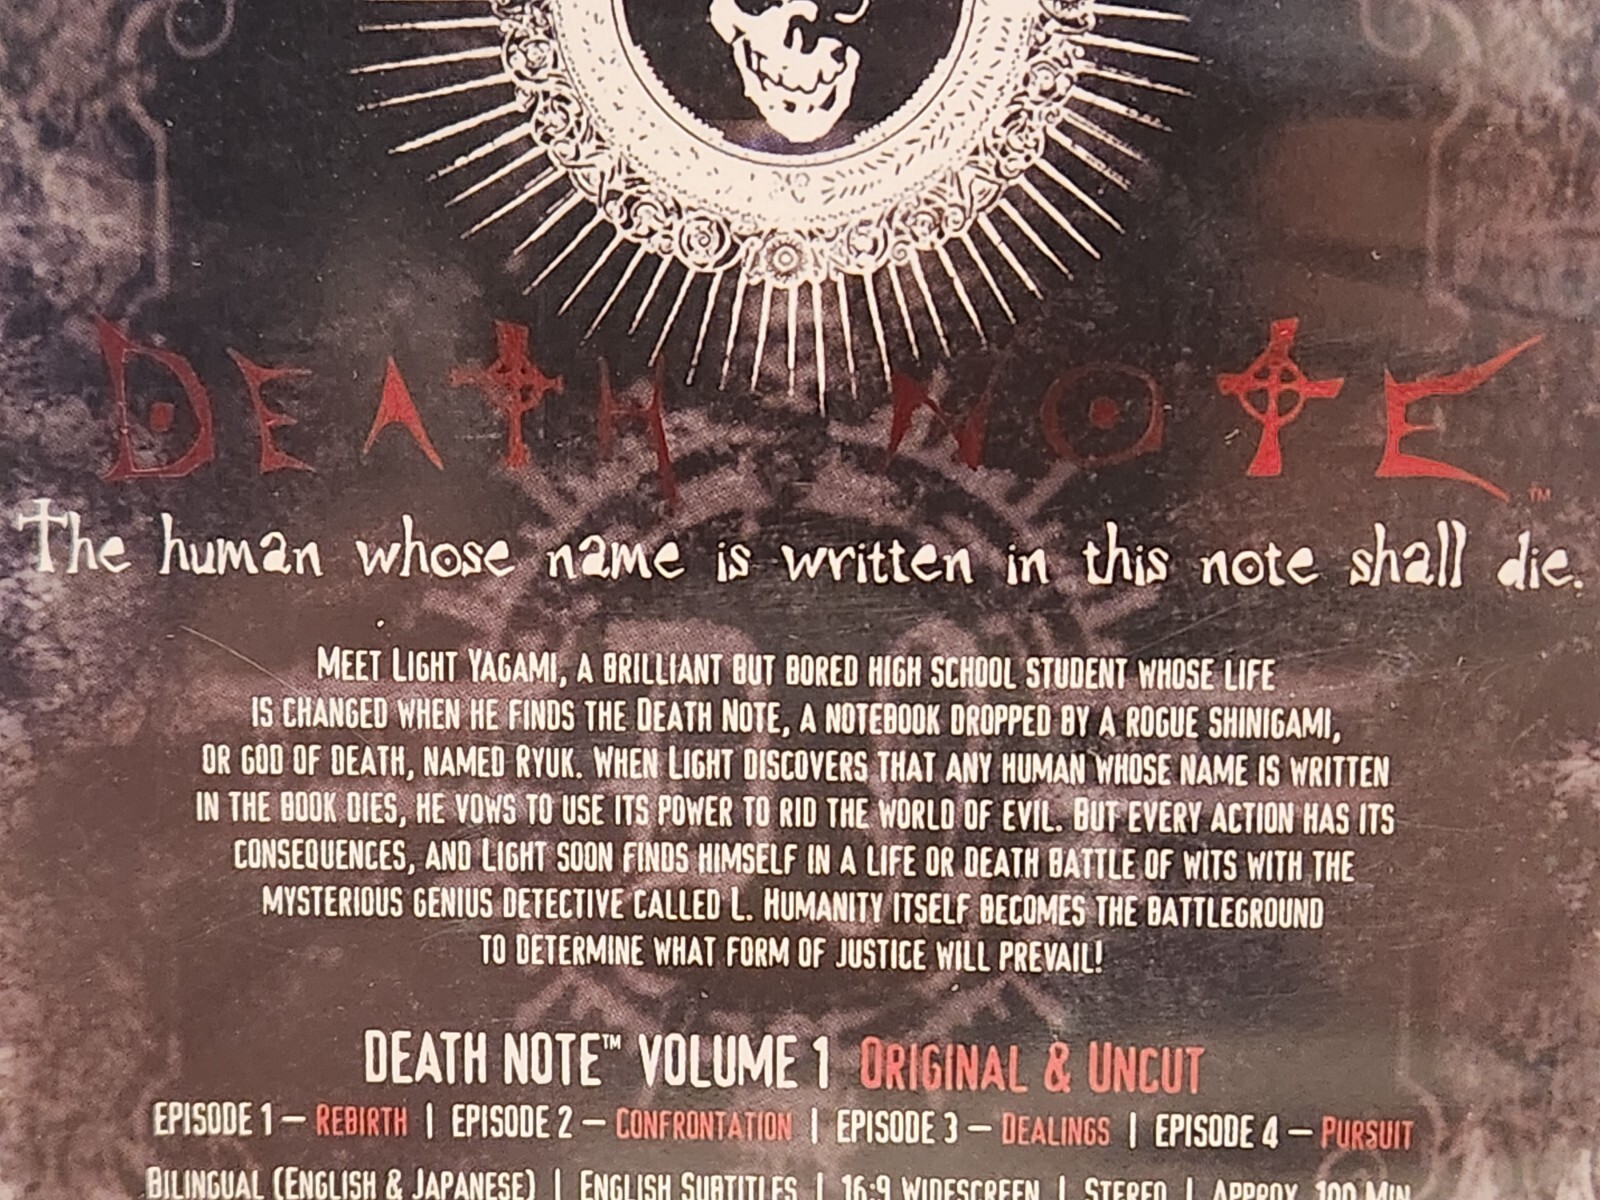 DEATH NOTE™
The human whose name is written in this note shall die.
MEET LIGHT YAGAMI, A BRILLIANT BUT BORED HIGH SCHOOL STUDENT WHOSE LIFE
IS CHANGED WHEN HE FINDS THE DEATH NOTE, A NOTEBOOK DROPPED BY A ROGUE SHINIGAMI,
OR GOD OF DEATH, NAMED RYUK. WHEN LIGHT DISCOVERS THAT ANY HUMAN WHOSE NAME IS WRITTEN
IN THE BOOK DIES, HE VOWS TO USE ITS POWER TO RID THE WORLD OF EVIL. BUT EVERY ACTION HAS ITS
CONSEQUENCES, AND LIGHT SOON FINDS HIMSELF IN A LIFE OR DEATH BATTLE OF WITS WITH THE
MYSTERIOUS GENIUS DETECTIVE CALLED L. HUMANITY ITSELF BECOMES THE BATTLEGROUND
TO DETERMINE WHAT FORM OF JUSTICE WILL PREVAIL!
DEATH NOTE™ VOLUME 1 ORIGINAL & UNCUT
EPISODE 1 – REBIRTH | EPISODE 2 – CONFRONTATION | EPISODE 3 – DEALINGS | EPISODE 4 – PURSUIT
BILINGUAL (ENGLISH & JAPANESE) | ENGLISH SUBTITLES | 16:9 WIDESCREEN | STEREO | APPROX. 100 MIN.